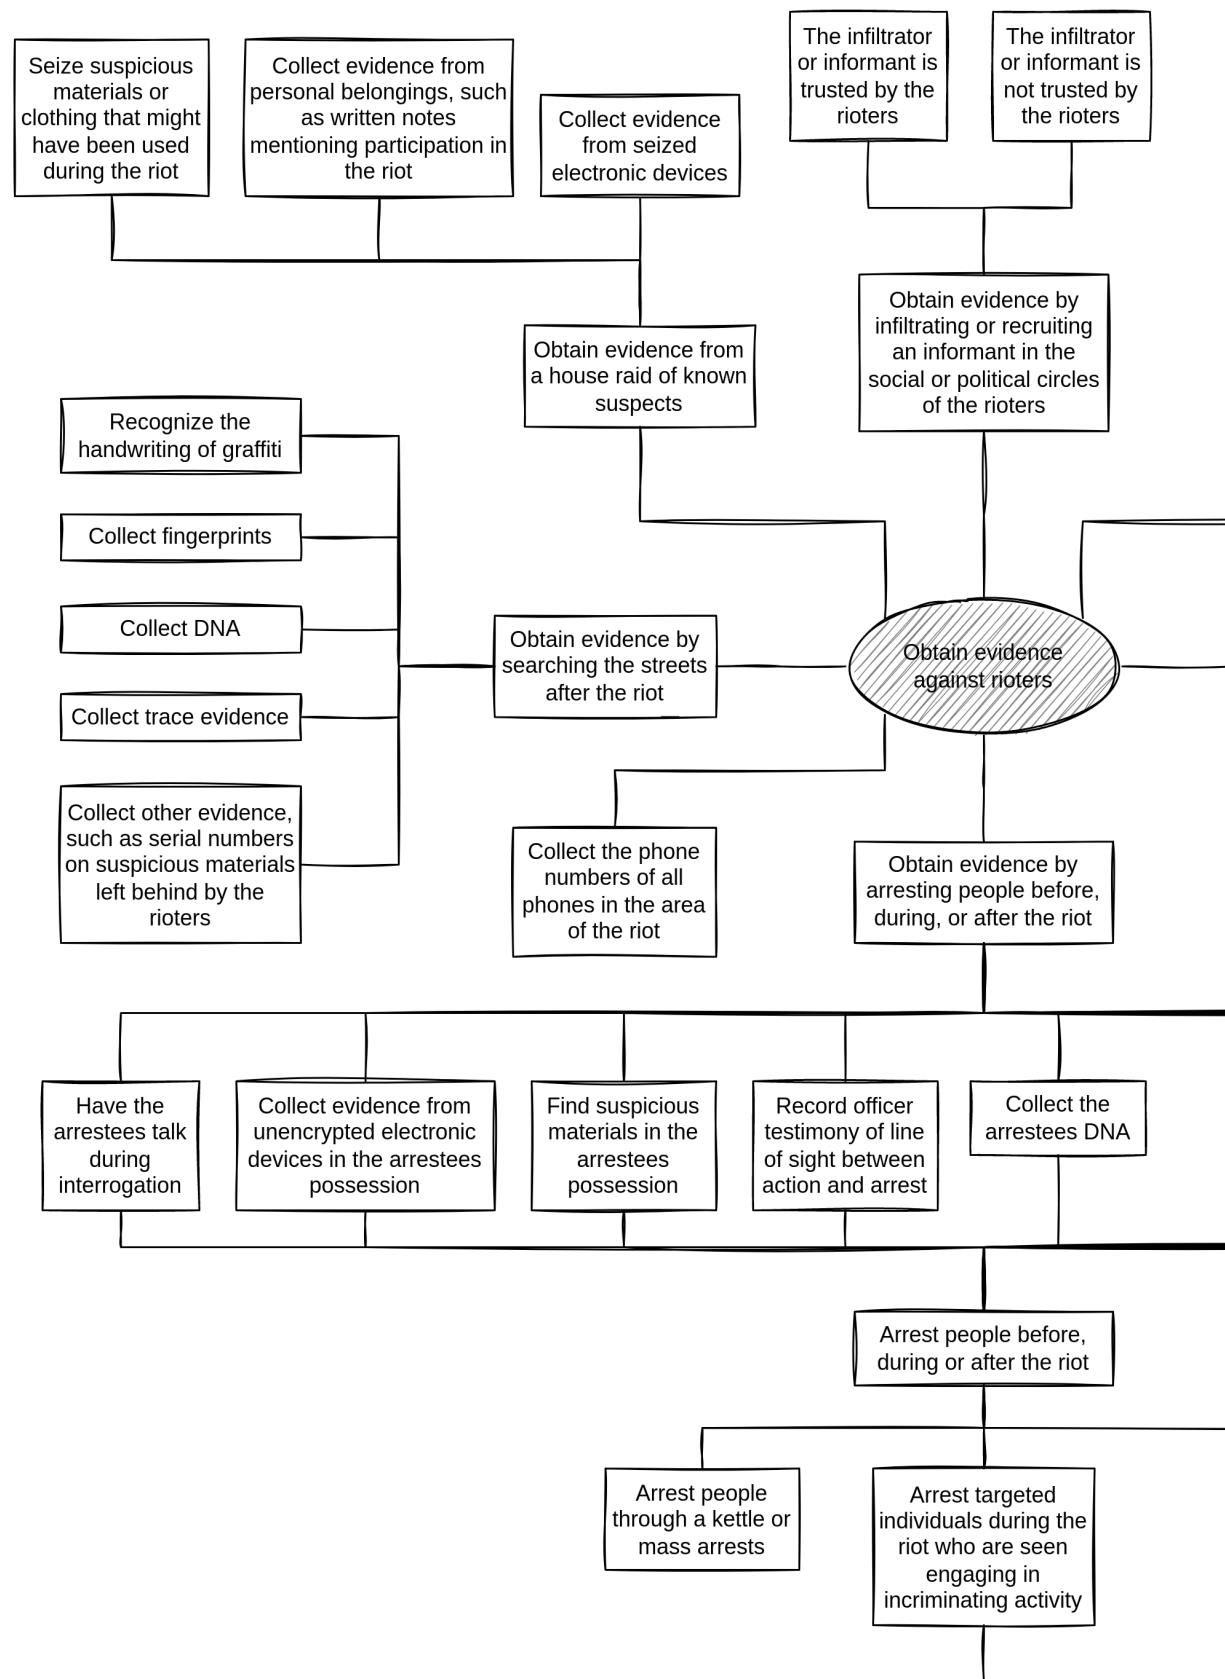 Seize suspicious
materials or
clothing that might
have been used
during the riot
Collect evidence from
personal belongings, such
as written notes
mentioning participation in
the riot
Collect evidence
from seized
electronic devices
The infiltrator
or informant is
trusted by the
rioters
The infiltrator
or informant is
not trusted by
the rioters
Obtain evidence by
infiltrating or recruiting
an informant in the
social or political circles
of the rioters
Obtain evidence from
a house raid of known
suspects
Recognize the
handwriting of graffiti
Collect fingerprints
Collect DNA
Collect trace evidence
Collect other evidence,
such as serial numbers
on suspicious materials
left behind by the
rioters
Obtain evidence by
searching the streets
after the riot
Obtain evidence
against rioters
Collect the phone
numbers of all
phones in the area
of the riot
Obtain evidence by
arresting people before,
during, or after the riot
Have the
arrestees talk
during
interrogation
Collect evidence from
unencrypted electronic
devices in the arrestees
possession
Find suspicious
materials in the
arrestees
possession
Record officer
testimony of line
of sight between
action and arrest
Collect the
arrestees DNA
Arrest people before,
during or after the riot
Arrest people
through a kettle or
mass arrests
Arrest targeted
individuals during the
riot who are seen
engaging in
incriminating activity